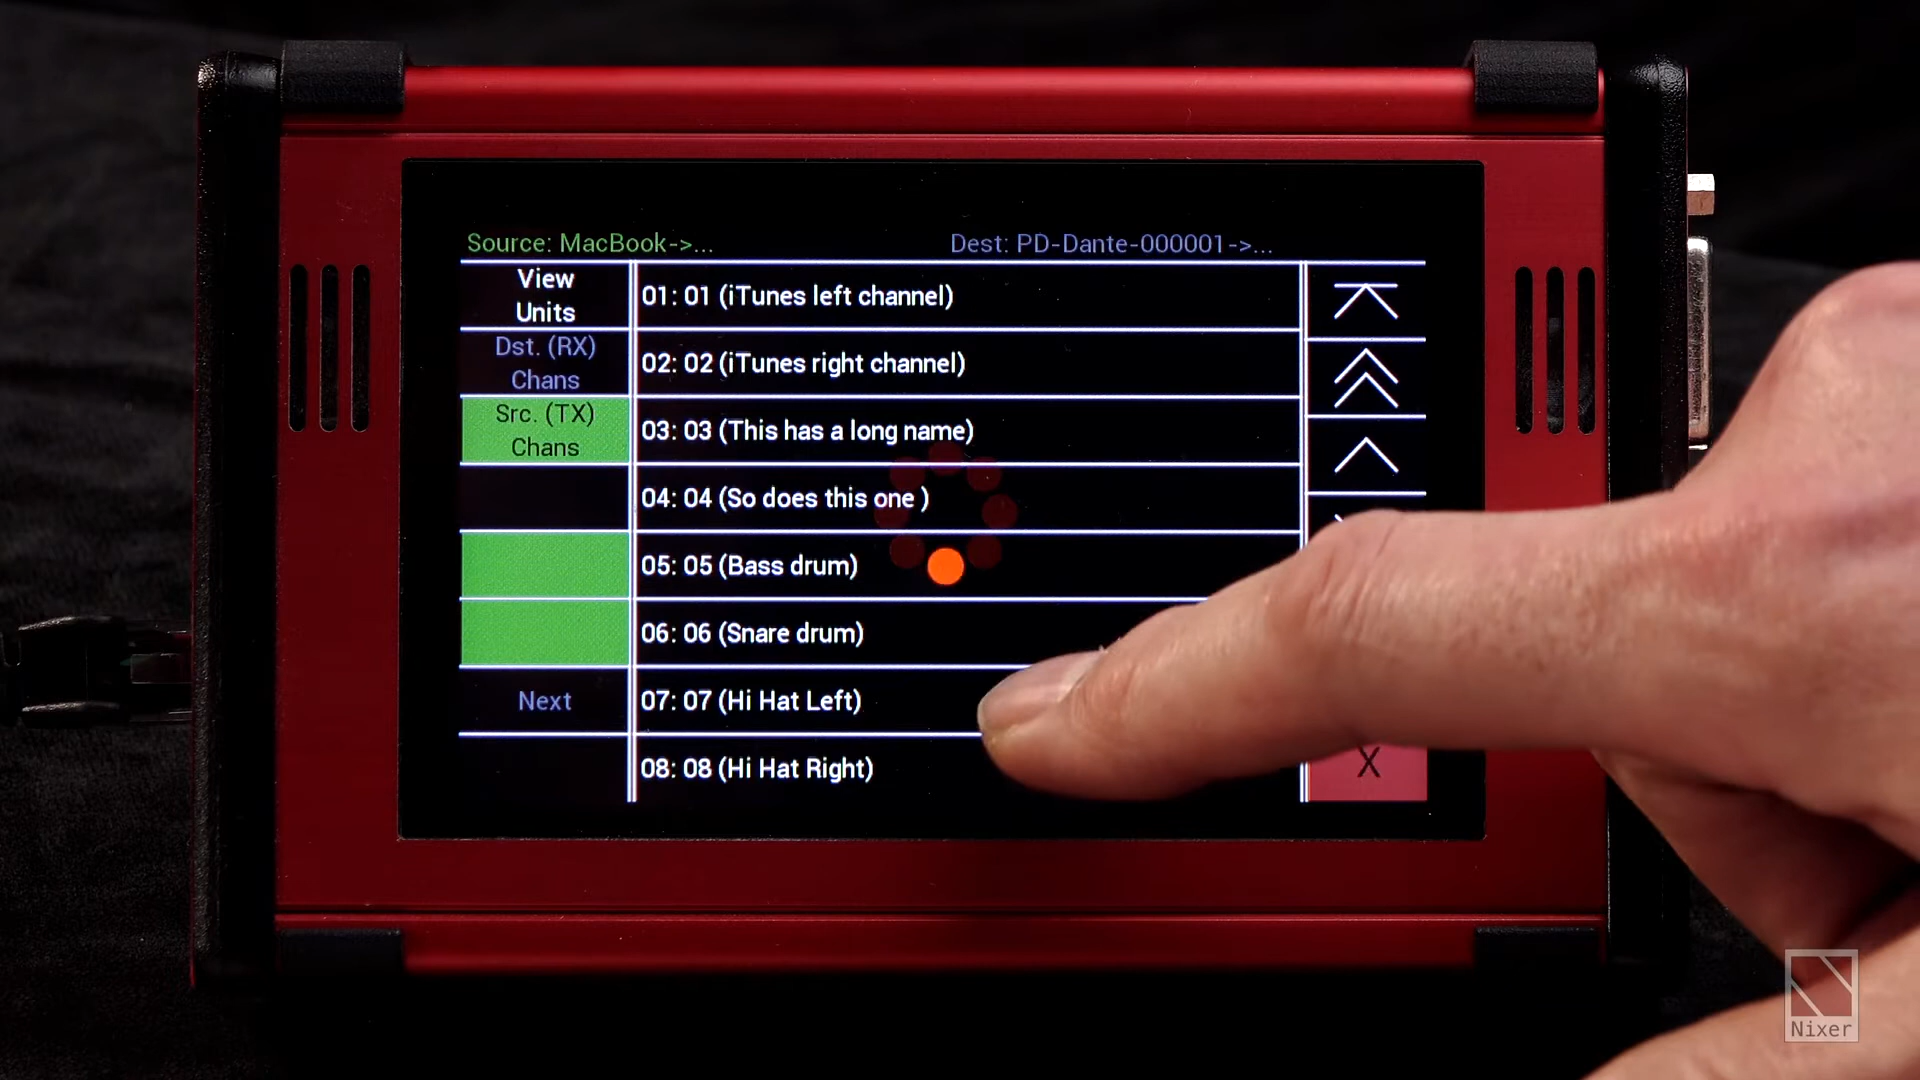 Source: MacBook->... Dest: PD-Dante-000001->...
View
Units
01: 01 (iTunes left channel)
Dst. (RX)
Chans
02: 02 (iTunes right channel)
Src. (TX)
Chans
03: 03 (This has a long name)
04: 04 (So does this one )
05: 05 (Bass drum)
06: 06 (Snare drum)
Next
07: 07 (Hi Hat Left)
08: 08 (Hi Hat Right)
X
Nixer